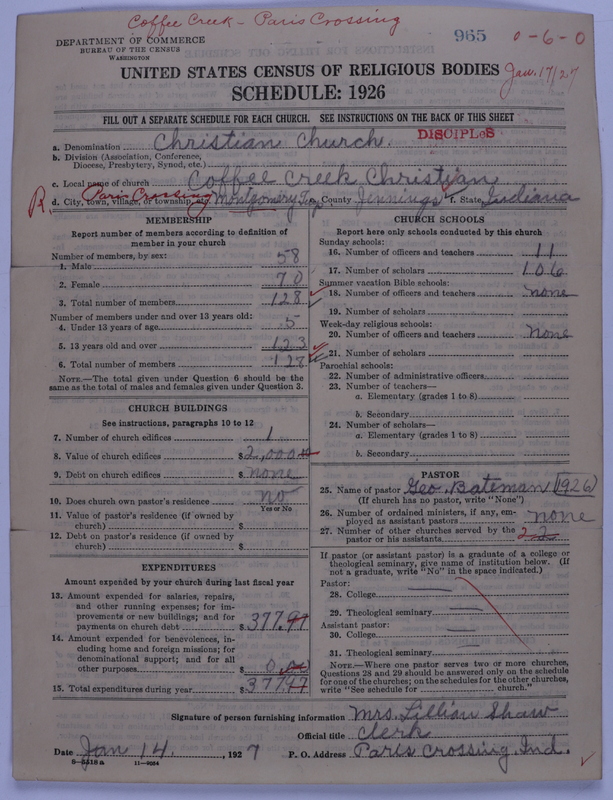 Coffee Creek - Paris Crossing
DEPARTMENT OF COMMERCE
BUREAU OF THE CENSUS
WASHINGTON
965
0-6-0
Jan. 17/27
UNITED STATES CENSUS OF RELIGIOUS BODIES
SCHEDULE: 1926
FILL OUT A SEPARATE SCHEDULE FOR EACH CHURCH. SEE INSTRUCTIONS ON THE BACK OF THIS SHEET
a. Denomination Christian Church. DISCIPLES
b. Division (Association, Conference, Diocese, Presbytery, Synod, etc.)
c. Local name of church Coffee Creek Christian
R. Paris Crossing
d. City, town, village, or township, etc. Montgomery Twp. County Jennings f. State, Indiana
MEMBERSHIP
Report number of members according to definition of
member in your church
Number of members, by sex:
1. Male 58
2. Female 70
3. Total number of members 128
Number of members under and over 13 years old:
4. Under 13 years of age 5
5. 13 years old and over 123
6. Total number of members 128
NOTE.—The total given under Question 6 should be the
same as the total of males and females given under Question 3.
CHURCH BUILDINGS
See instructions, paragraphs 10 to 12
7. Number of church edifices 1
8. Value of church edifices $2,000.00
9. Debt on church edifices $ none
10. Does church own pastor's residence no
Yes or No
11. Value of pastor's residence (if owned by
church) $
12. Debt on pastor's residence (if owned by
church) $
EXPENDITURES
Amount expended by your church during last fiscal year
13. Amount expended for salaries, repairs,
and other running expenses; for im-
provements or new buildings; and for
payments on church debt $377.97
14. Amount expended for benevolences, in-
cluding home and foreign missions; for
denominational support; and for all
other purposes $ 0.00
15. Total expenditures during year $377.97
CHURCH SCHOOLS
Report here only schools conducted by this church
Sunday schools:
16. Number of officers and teachers 11
17. Number of scholars 106
Summer vacation Bible schools:
18. Number of officers and teachers none
19. Number of scholars
Week-day religious schools:
20. Number of officers and teachers none
21. Number of scholars
Parochial schools:
22. Number of administrative officers
23. Number of teachers—
a. Elementary (grades 1 to 8)
b. Secondary
24. Number of scholars—
a. Elementary (grades 1 to 8)
b. Secondary
PASTOR
25. Name of pastor Geo. Bateman (1926)
(If church has no pastor, write "None")
26. Number of ordained ministers, if any, em-
ployed as assistant pastors none
27. Number of other churches served by the
pastor or his assistants 2
If pastor (or assistant pastor) is a graduate of a college or
theological seminary, give name of institution below. (If
not a graduate, write "No" in the space indicated.)
Pastor:
28. College
29. Theological seminary
Assistant pastor:
30. College
31. Theological seminary
NOTE.—Where one pastor serves two or more churches,
Questions 28 and 29 should be answered only on the schedule
for one of the churches; on the schedules for the other churches,
write "See schedule for church."
Signature of person furnishing information Mrs. Lillian Shaw
Official title Clerk
Date Jan 14, 1927 P. O. Address Paris Crossing, Ind.
9-5518a 11-9084